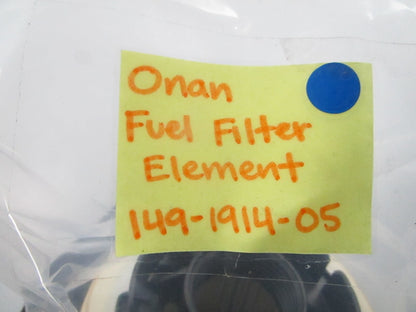 Onan
Fuel Filter
Element
149-1914-05